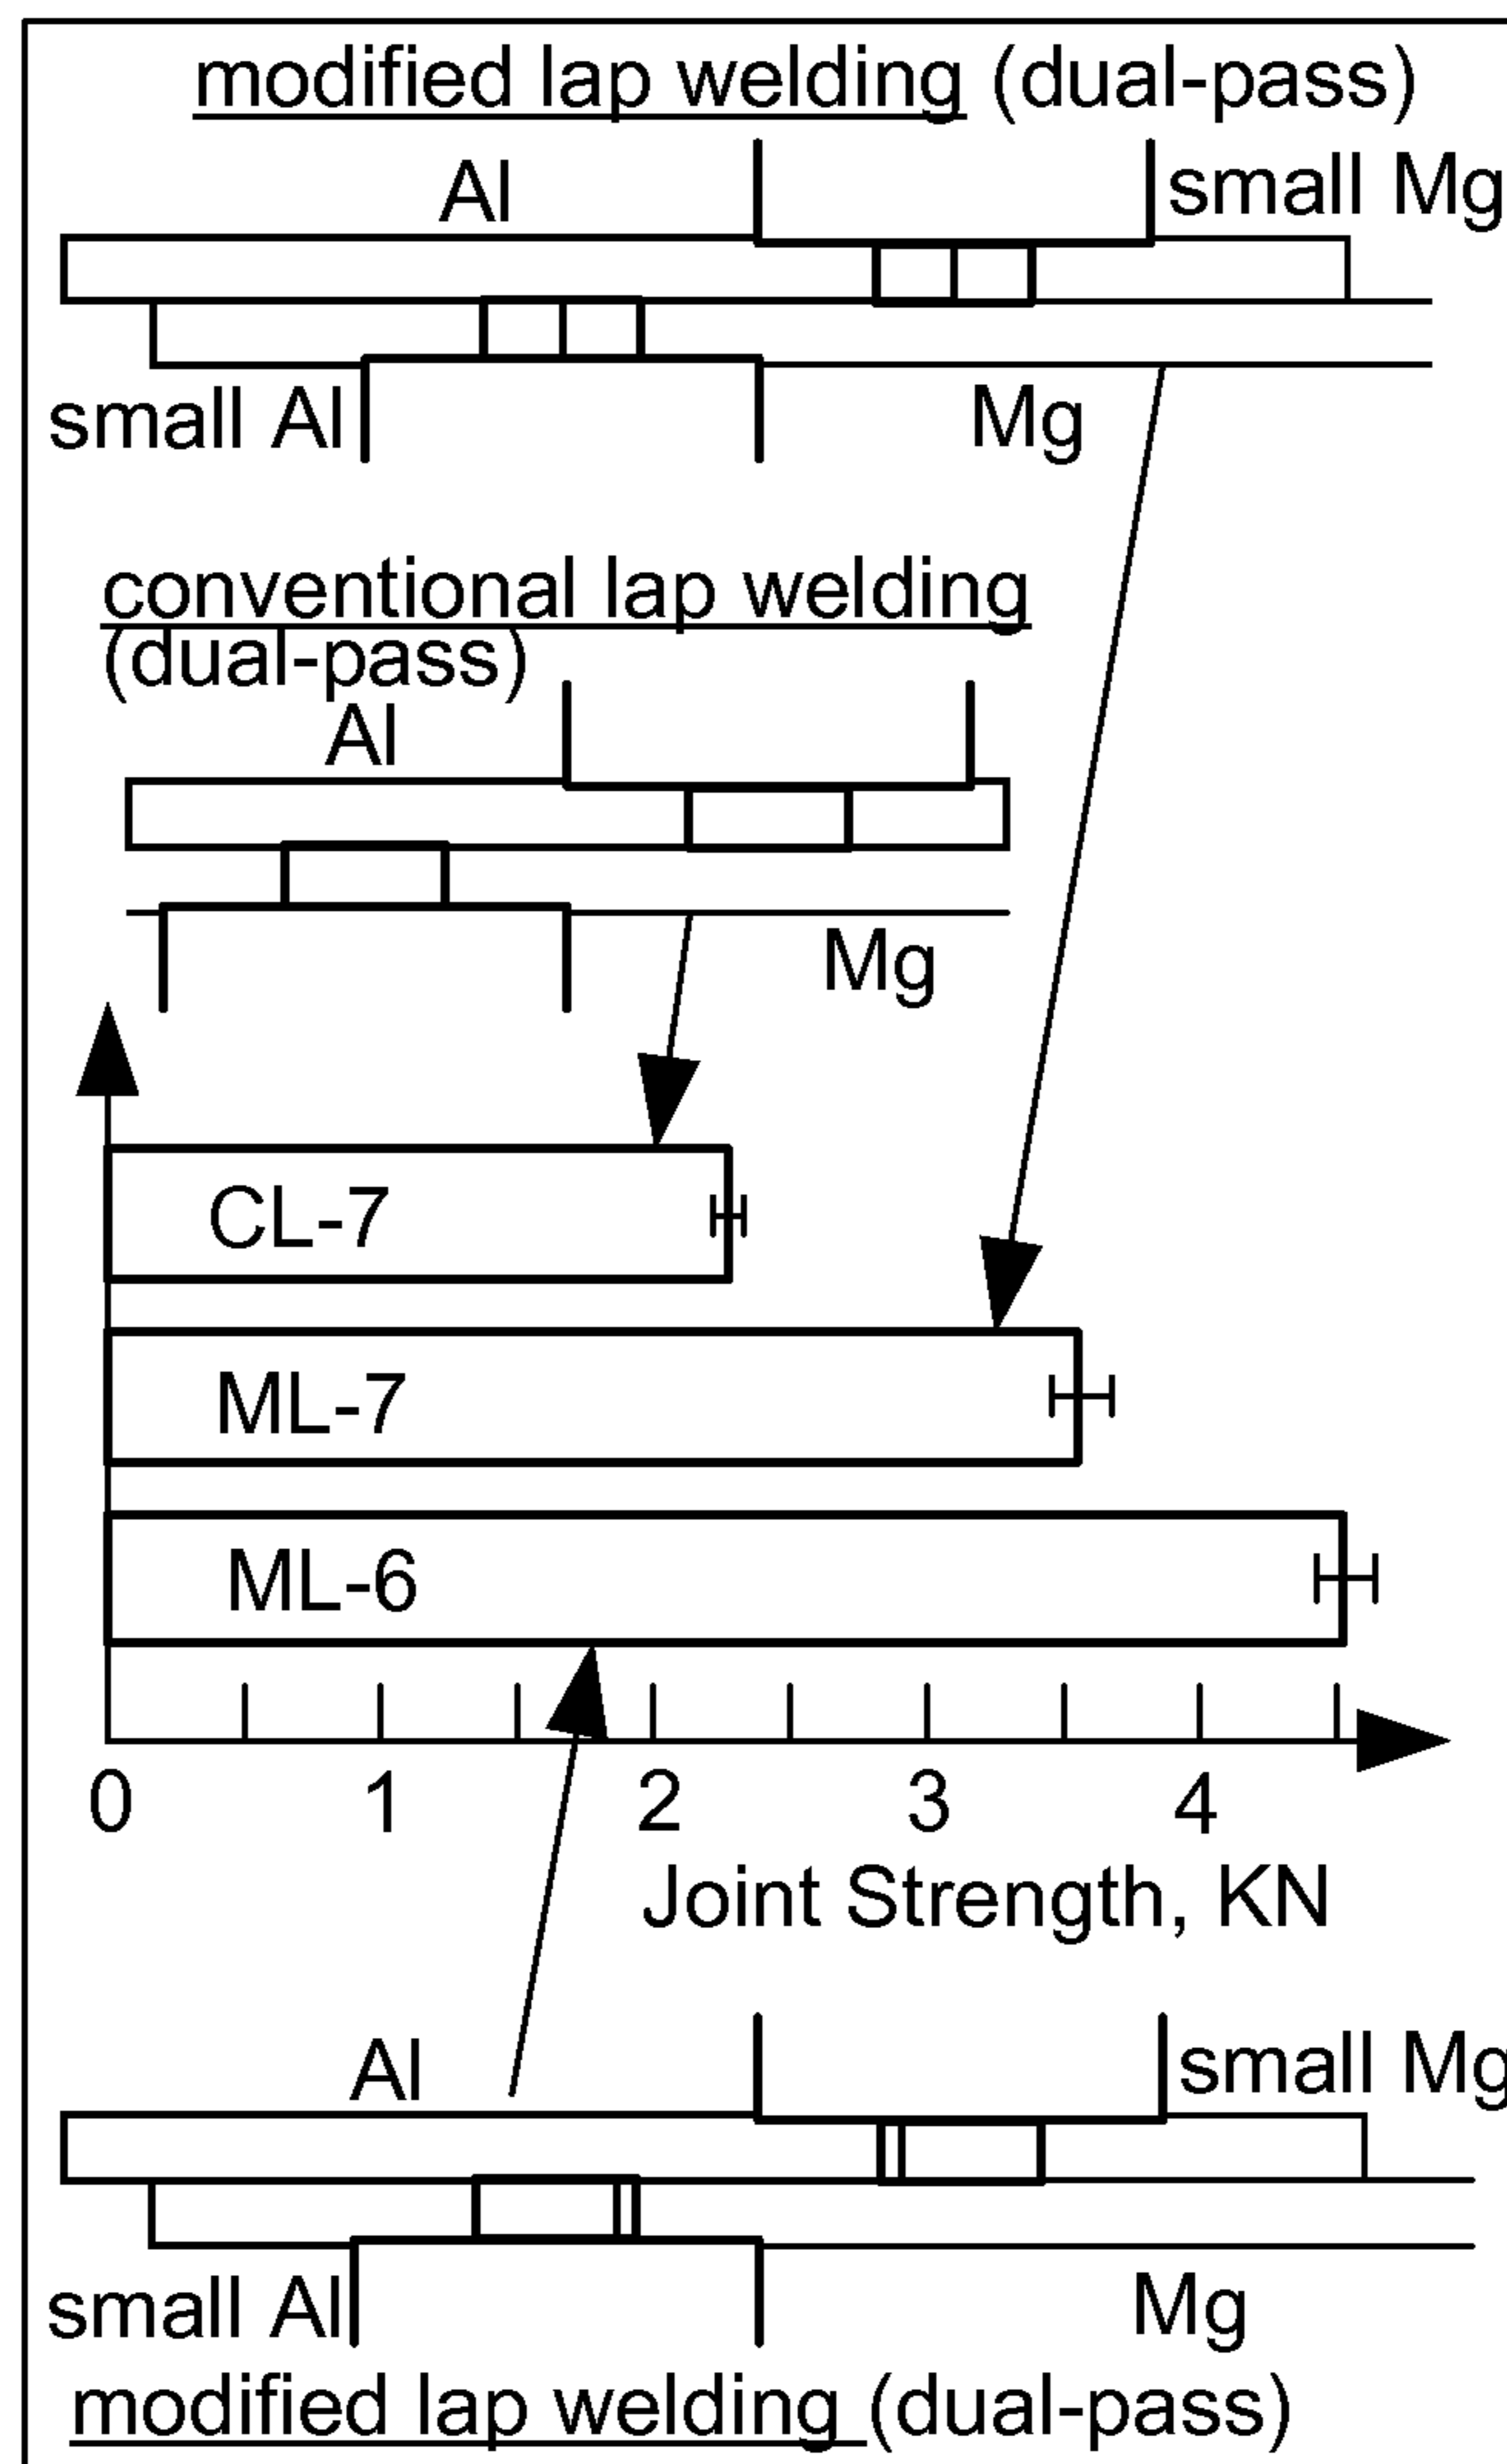 modified lap welding (dual-pass)
Al
small Mg
small Al
Mg
conventional lap welding
(dual-pass)
Al
Mg
CL-7
ML-7
ML-6
0 1 2 3 4
Joint Strength, KN
Al
small Mg
small Al
Mg
modified lap welding (dual-pass)